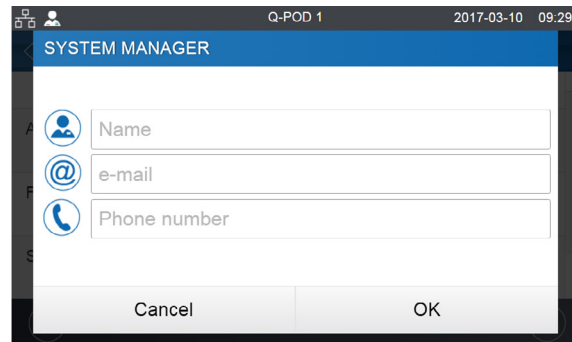 Q-POD 1 2017-03-10 09:29
SYSTEM MANAGER
Name
@ e-mail
Phone number
Cancel OK